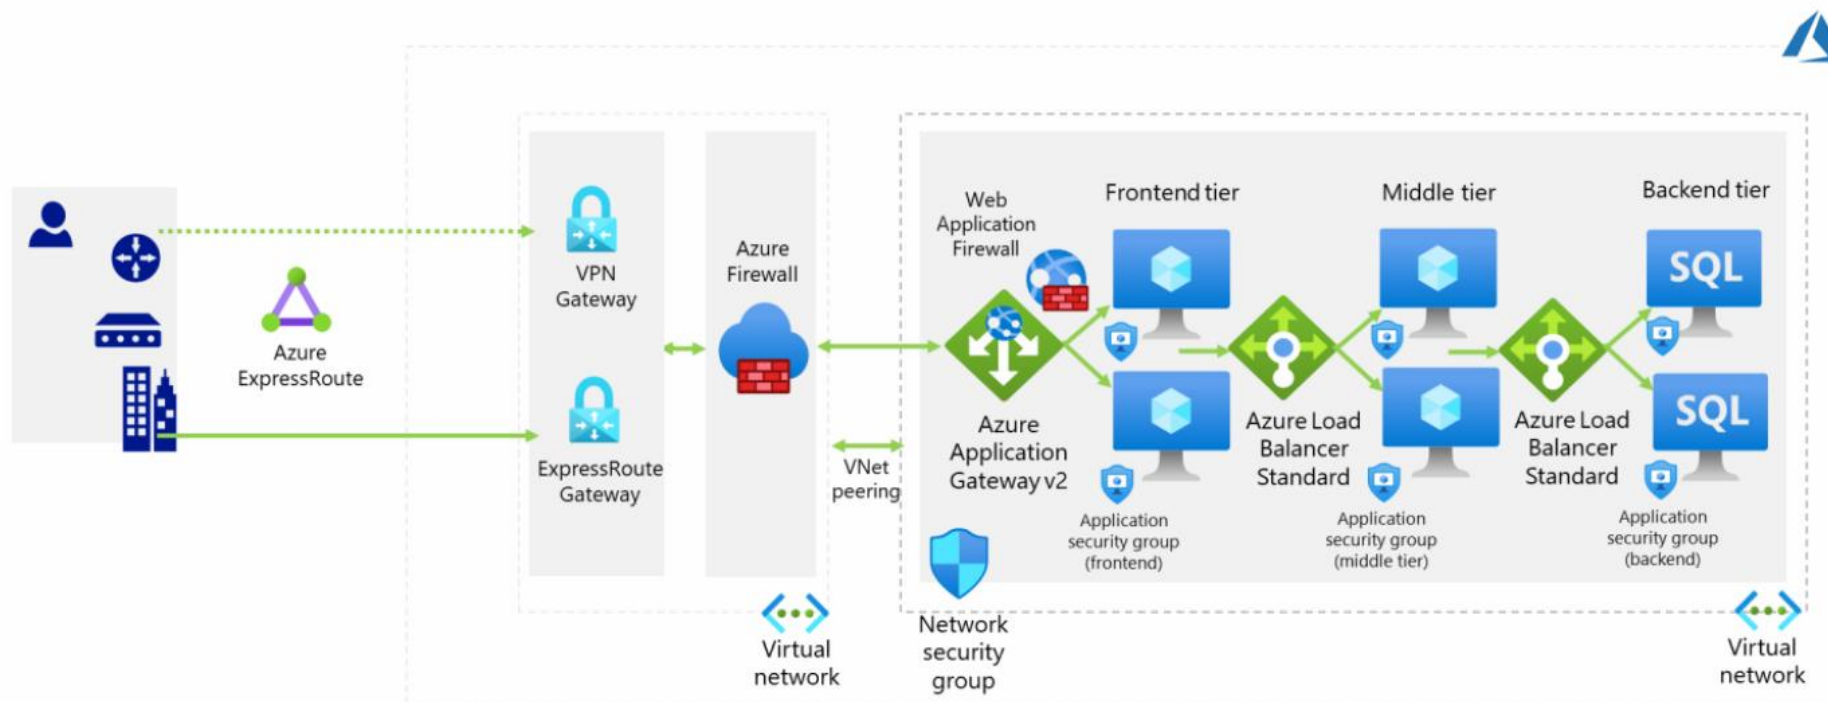 Azure
ExpressRoute
VPN
Gateway
ExpressRoute
Gateway
Azure
Firewall
Virtual
network
VNet
peering
Web
Application
Firewall
Azure
Application
Gateway v2
Network
security
group
Frontend tier
Application
security group
(frontend)
Azure Load
Balancer
Standard
Middle tier
Application
security group
(middle tier)
Azure Load
Balancer
Standard
Backend tier
SQL
SQL
Application
security group
(backend)
Virtual
network